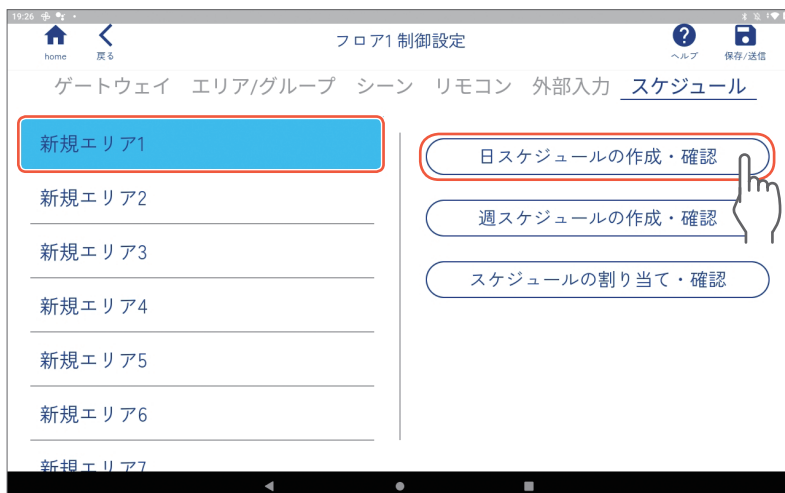 19:26
home
戻る
フロア1 制御設定
ヘルプ
保存/送信
ゲートウェイ エリア/グループ シーン リモコン 外部入力 スケジュール
新規エリア1
新規エリア2
新規エリア3
新規エリア4
新規エリア5
新規エリア6
新規エリア7
日スケジュールの作成・確認
週スケジュールの作成・確認
スケジュールの割り当て・確認